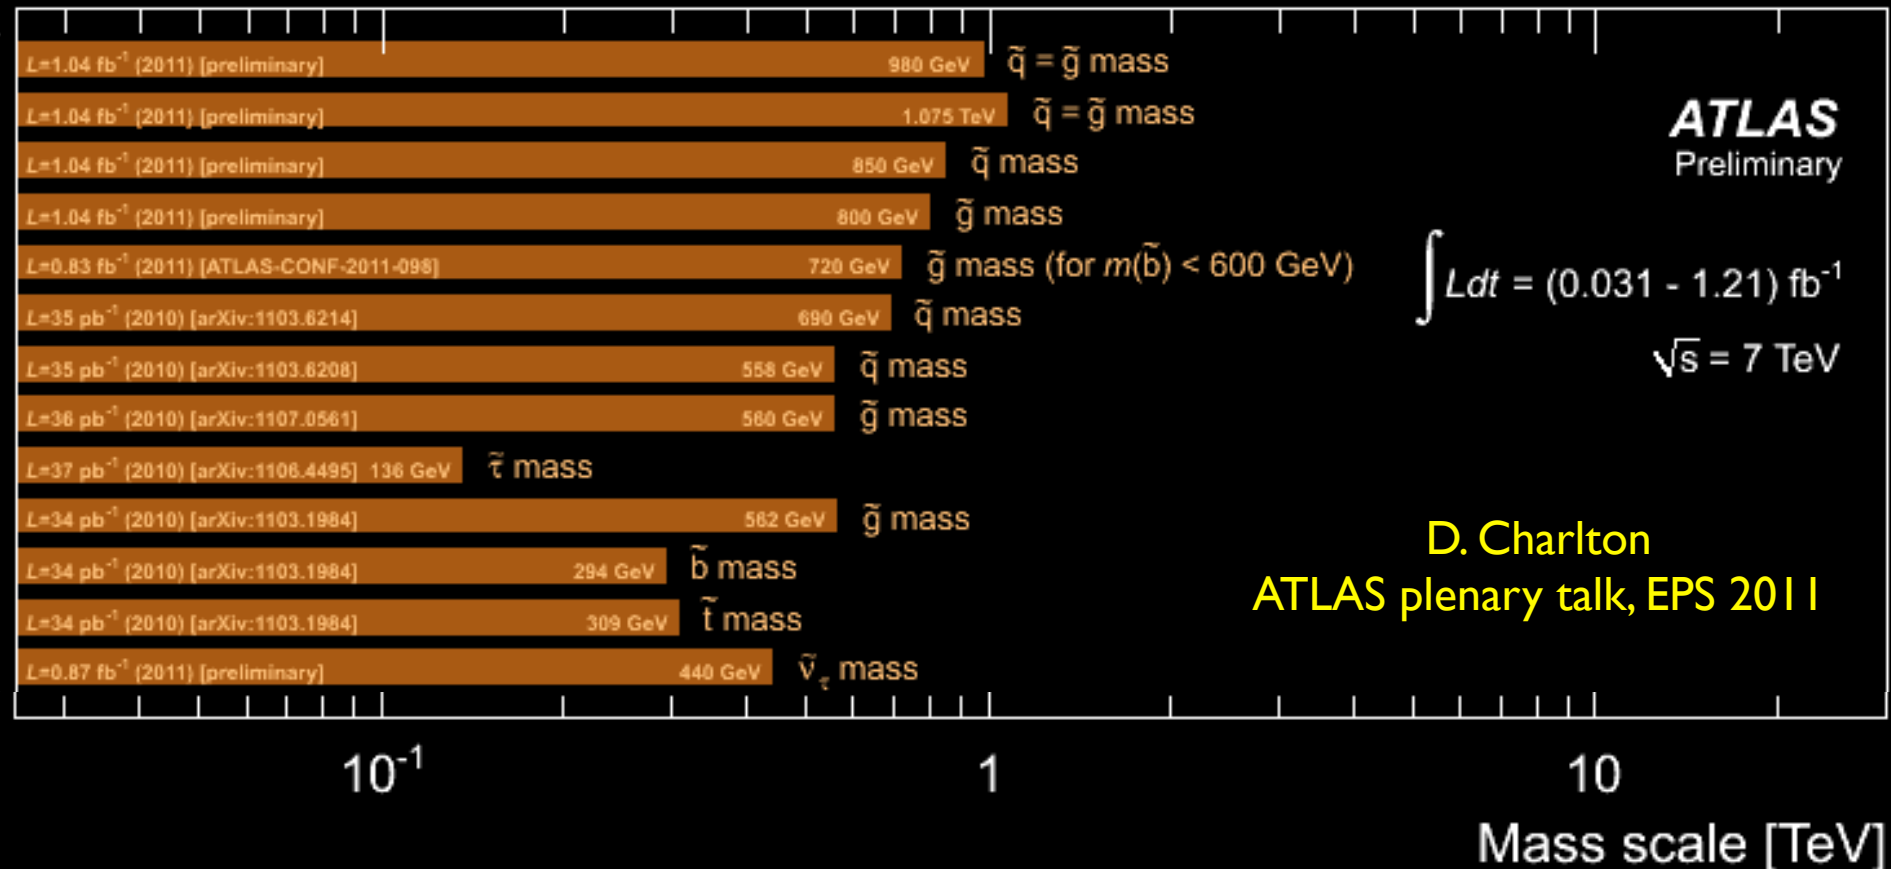 L=1.04 fb⁻¹ (2011) [preliminary] 980 GeV q̃ = g̃ mass
L=1.04 fb⁻¹ (2011) [preliminary] 1.075 TeV q̃ = g̃ mass
ATLAS
Preliminary
L=1.04 fb⁻¹ (2011) [preliminary] 850 GeV q̃ mass
L=1.04 fb⁻¹ (2011) [preliminary] 800 GeV g̃ mass
L=0.83 fb⁻¹ (2011) [ATLAS-CONF-2011-098] 720 GeV g̃ mass (for m(b̃) < 600 GeV)
∫Ldt = (0.031 - 1.21) fb⁻¹
L=35 pb⁻¹ (2010) [arXiv:1103.6214] 690 GeV q̃ mass
√s = 7 TeV
L=35 pb⁻¹ (2010) [arXiv:1103.6208] 558 GeV q̃ mass
L=36 pb⁻¹ (2010) [arXiv:1107.0561] 560 GeV g̃ mass
L=37 pb⁻¹ (2010) [arXiv:1106.4495] 136 GeV τ̃ mass
L=34 pb⁻¹ (2010) [arXiv:1103.1984] 562 GeV g̃ mass
D. Charlton
ATLAS plenary talk, EPS 2011
L=34 pb⁻¹ (2010) [arXiv:1103.1984] 294 GeV b̃ mass
L=34 pb⁻¹ (2010) [arXiv:1103.1984] 309 GeV t̃ mass
L=0.87 fb⁻¹ (2011) [preliminary] 440 GeV ν̃_τ mass
10⁻¹ 1 10
Mass scale [TeV]